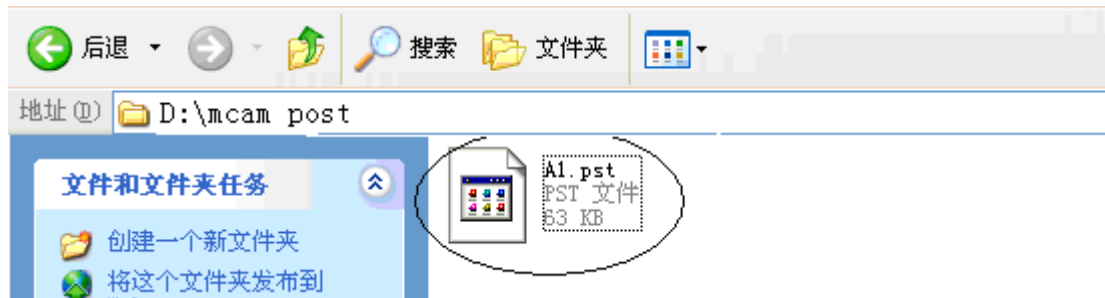 后退 搜索 文件夹
地址(D) D:\mcam post
文件和文件夹任务
创建一个新文件夹
将这个文件夹发布到
A1.pst
PST 文件
63 KB